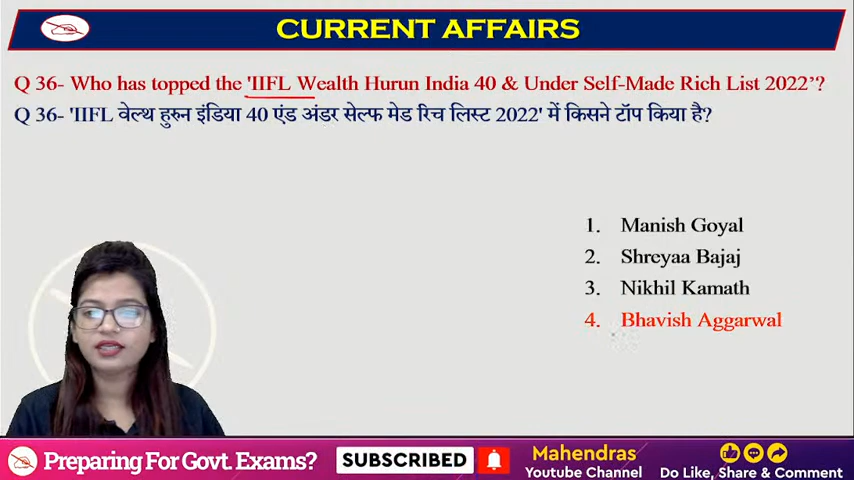 CURRENT AFFAIRS
Q 36- Who has topped the 'IIFL Wealth Hurun India 40 & Under Self-Made Rich List 2022’?
Q 36- 'IIFL वेल्थ हुरुन इंडिया 40 एंड अंडर सेल्फ मेड रिच लिस्ट 2022' में किसने टॉप किया है?
1. Manish Goyal
2. Shreyaa Bajaj
3. Nikhil Kamath
4. Bhavish Aggarwal
Preparing For Govt. Exams?
SUBSCRIBED
Mahendras
Youtube Channel
Do Like, Share & Comment